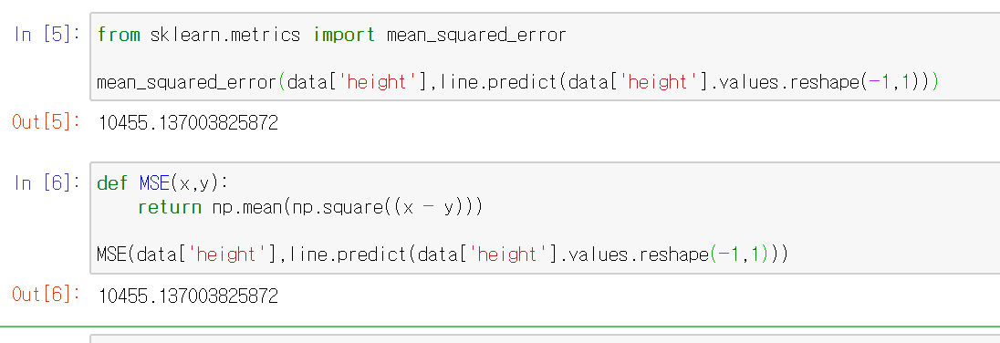 In [5]: from sklearn.metrics import mean_squared_error
mean_squared_error(data['height'],line.predict(data['height'].values.reshape(-1,1)))
Out[5]: 10455.137003825872
In [6]: def MSE(x,y):
return np.mean(np.square((x - y)))
MSE(data['height'],line.predict(data['height'].values.reshape(-1,1)))
Out[6]: 10455.137003825872